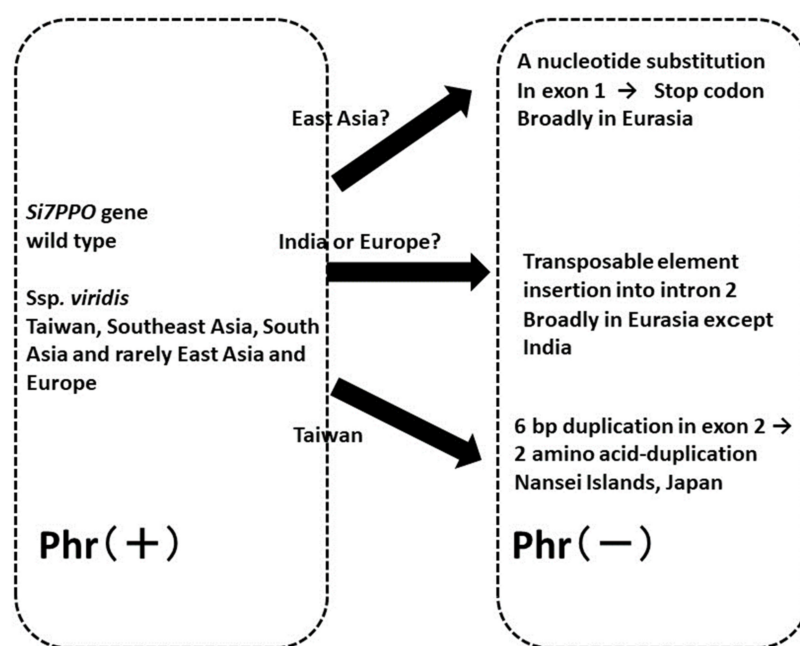 Si7PPO gene
wild type
Ssp. viridis
Taiwan, Southeast Asia, South
Asia and rarely East Asia and
Europe
Phr(+)
East Asia?
India or Europe?
Taiwan
A nucleotide substitution
In exon 1 → Stop codon
Broadly in Eurasia
Transposable element
insertion into intron 2
Broadly in Eurasia except
India
6 bp duplication in exon 2 →
2 amino acid-duplication
Nansei Islands, Japan
Phr(−)